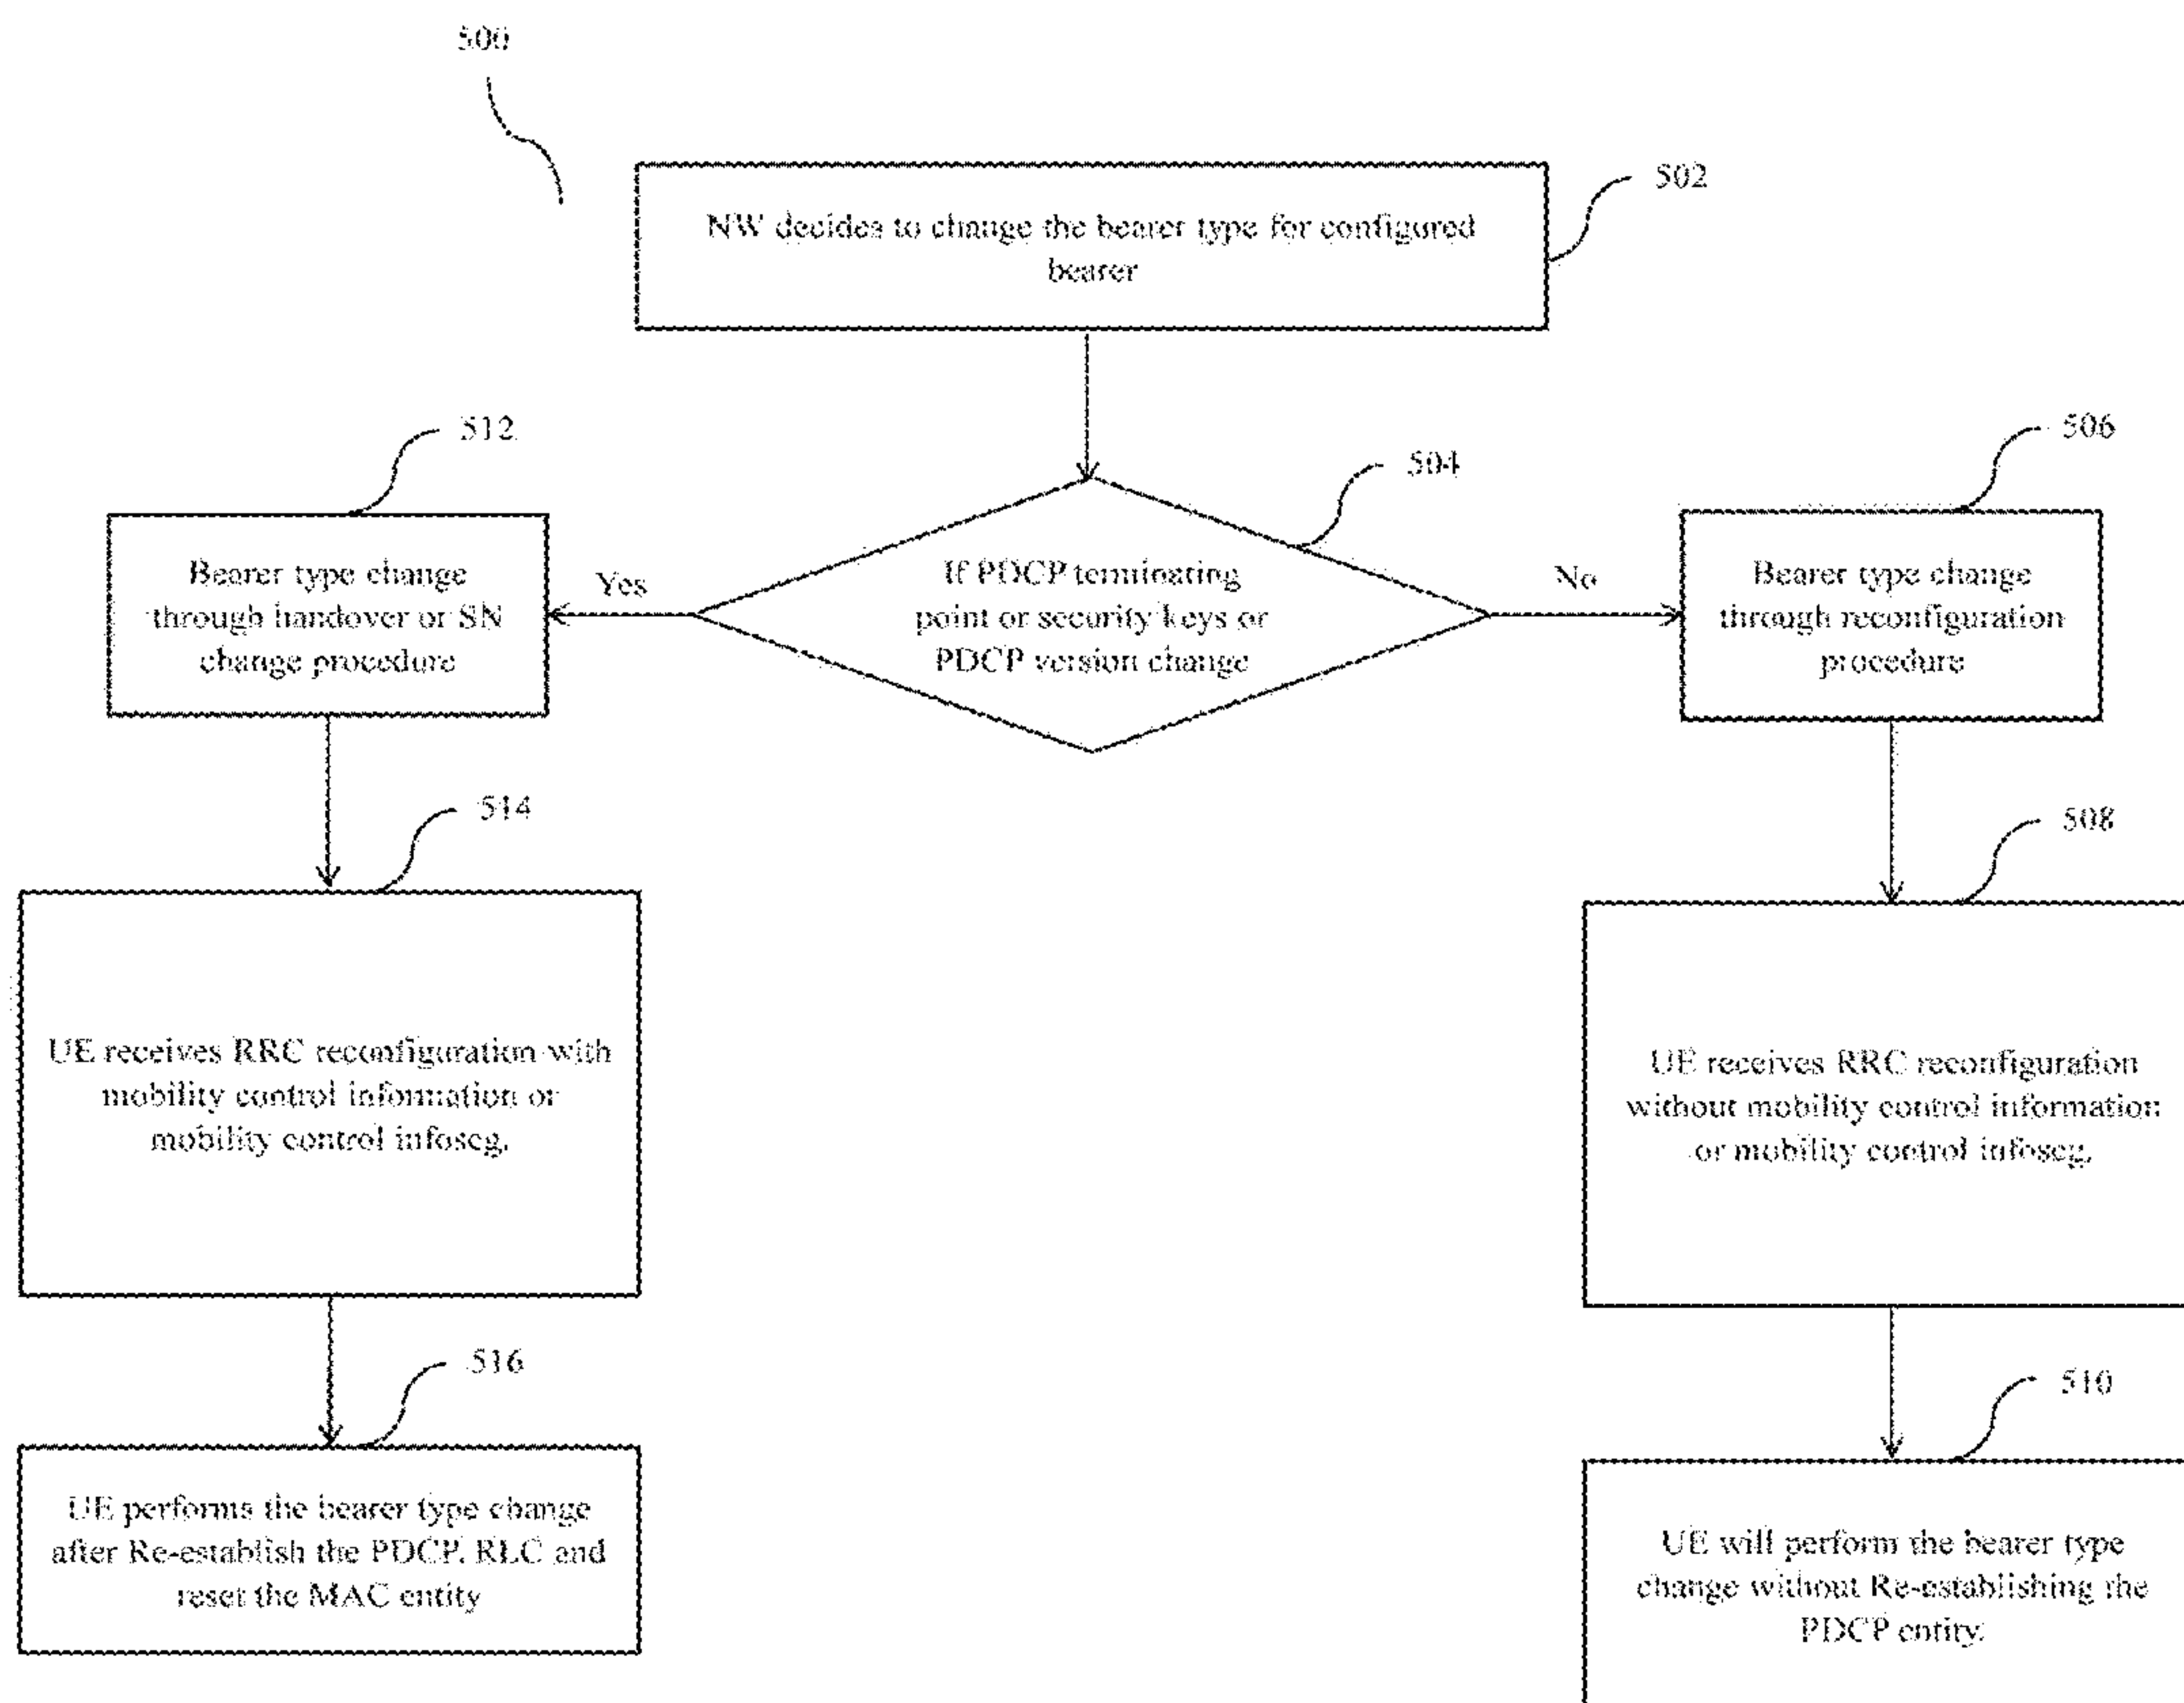 500
502
NW decides to change the bearer type for configured
bearer
512
504
506
Bearer type change
through handover or SN
change procedure
Yes
If PDCP terminating
point or security keys or
PDCP version change
No
Bearer type change
through reconfiguration
procedure
514
508
UE receives RRC reconfiguration with
mobility control information or
mobility control infoscg.
UE receives RRC reconfiguration
without mobility control information
or mobility control infoscg.
516
510
UE performs the bearer type change
after Re-establish the PDCP, RLC and
reset the MAC entity
UE will perform the bearer type
change without Re-establishing the
PDCP entity.